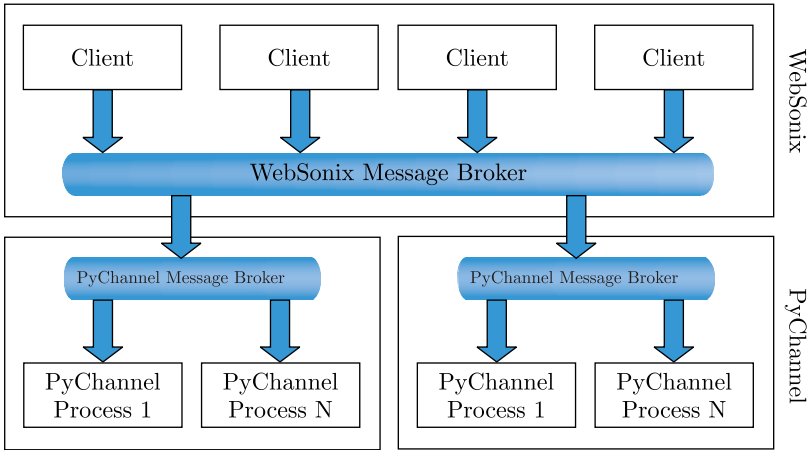 Client
Client
Client
Client
WebSonix
WebSonix Message Broker
PyChannel Message Broker
PyChannel Message Broker
PyChannel
PyChannel
Process 1
PyChannel
Process N
PyChannel
Process 1
PyChannel
Process N